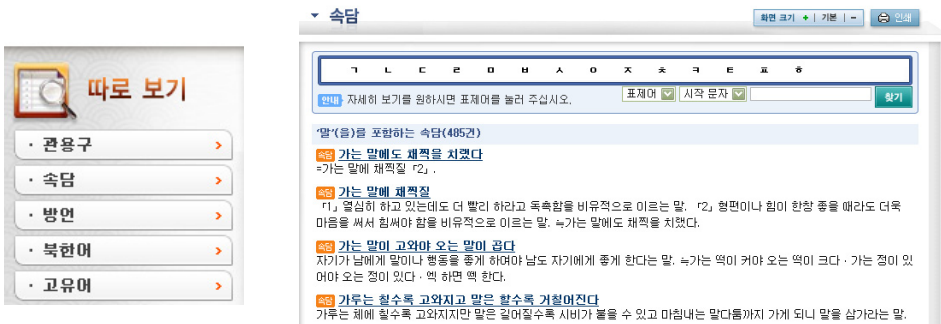 따로 보기
· 관용구
· 속담
· 방언
· 북한어
· 고유어
속담
화면 크기 + | 기본 | -
인쇄
ㄱ ㄴ ㄷ ㄹ ㅁ ㅂ ㅅ ㅇ ㅈ ㅊ ㅋ ㅌ ㅍ ㅎ
안내 자세히 보기를 원하시면 표제어를 눌러 주십시오.
표제어 시작 문자 찾기
‘말’(을)를 포함하는 속담(485건)
속담 가는 말에도 채찍을 치랬다
=가는 말에 채찍질 「2」.
속담 가는 말에 채찍질
「1」 열심히 하고 있는데도 더 빨리 하라고 독촉함을 비유적으로 이르는 말. 「2」 형편이나 힘이 한창 좋을 때라도 더욱
마음을 써서 힘써야 함을 비유적으로 이르는 말. ≒가는 말에도 채찍을 치랬다.
속담 가는 말이 고와야 오는 말이 곱다
자기가 남에게 말이나 행동을 좋게 하여야 남도 자기에게 좋게 한다는 말. ≒가는 떡이 커야 오는 떡이 크다 · 가는 정이 있
어야 오는 정이 있다 · 엑 하면 떽 한다.
속담 가루는 칠수록 고와지고 말은 할수록 거칠어진다
가루는 체에 칠수록 고와지지만 말은 길어질수록 시비가 붙을 수 있고 마침내는 말다툼까지 가게 되니 말을 삼가라는 말.